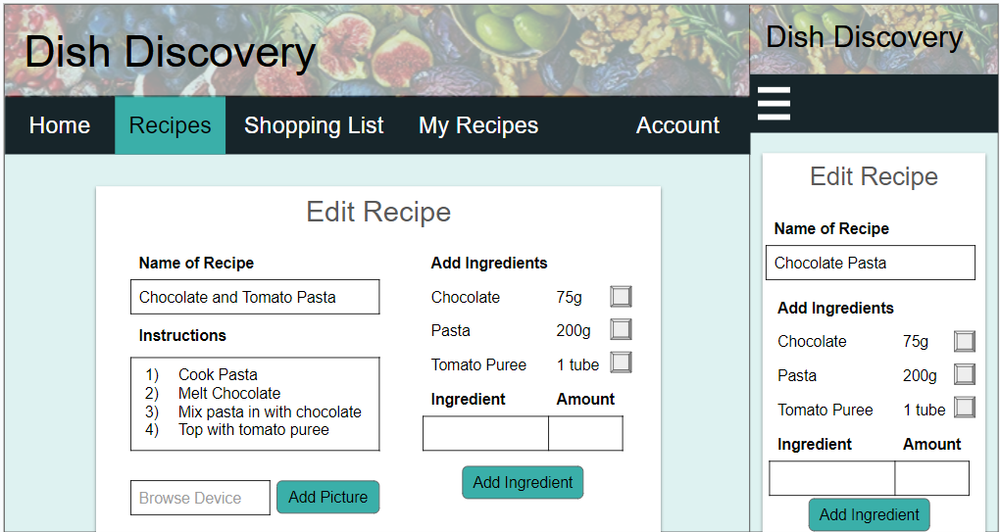 Dish Discovery
Home Recipes Shopping List My Recipes Account
Edit Recipe
Name of Recipe
Chocolate and Tomato Pasta
Instructions
1) Cook Pasta
2) Melt Chocolate
3) Mix pasta in with chocolate
4) Top with tomato puree
Browse Device Add Picture
Add Ingredients
Chocolate 75g
Pasta 200g
Tomato Puree 1 tube
Ingredient Amount
Add Ingredient
Dish Discovery
Edit Recipe
Name of Recipe
Chocolate Pasta
Add Ingredients
Chocolate 75g
Pasta 200g
Tomato Puree 1 tube
Ingredient Amount
Add Ingredient